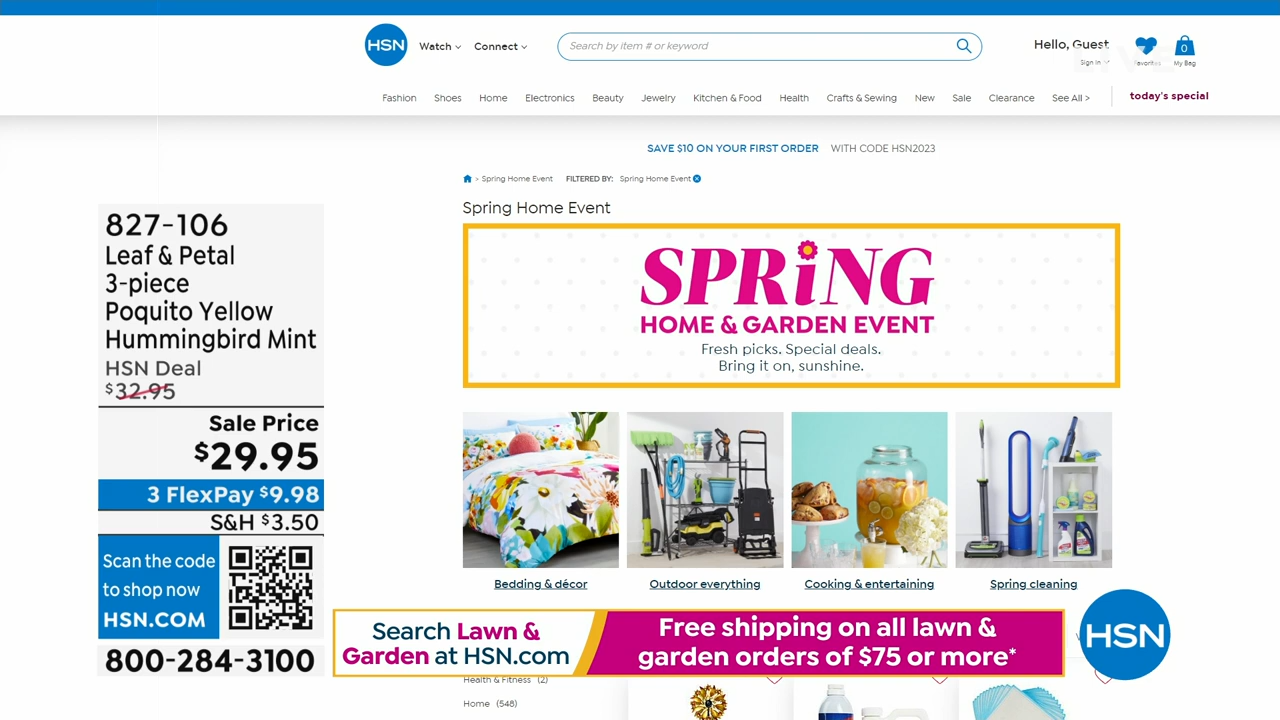 HSN
Watch
Connect
Search by item # or keyword
Hello, Guest
Sign In
Favorites
0
My Bag
Fashion
Shoes
Home
Electronics
Beauty
Jewelry
Kitchen & Food
Health
Crafts & Sewing
New
Sale
Clearance
See All >
today's special
SAVE $10 ON YOUR FIRST ORDER WITH CODE HSN2023
> Spring Home Event FILTERED BY: Spring Home Event
Spring Home Event
SPRiNG
HOME & GARDEN EVENT
Fresh picks. Special deals.
Bring it on, sunshine.
827-106
Leaf & Petal
3-piece
Poquito Yellow
Hummingbird Mint
HSN Deal
$32.95
Sale Price
$29.95
3 FlexPay $9.98
S&H $3.50
Scan the code
to shop now
HSN.COM
800-284-3100
Bedding & décor
Outdoor everything
Cooking & entertaining
Spring cleaning
Search Lawn &
Garden at HSN.com
Free shipping on all lawn &
garden orders of $75 or more*
HSN
Health & Fitness (2)
Home (548)